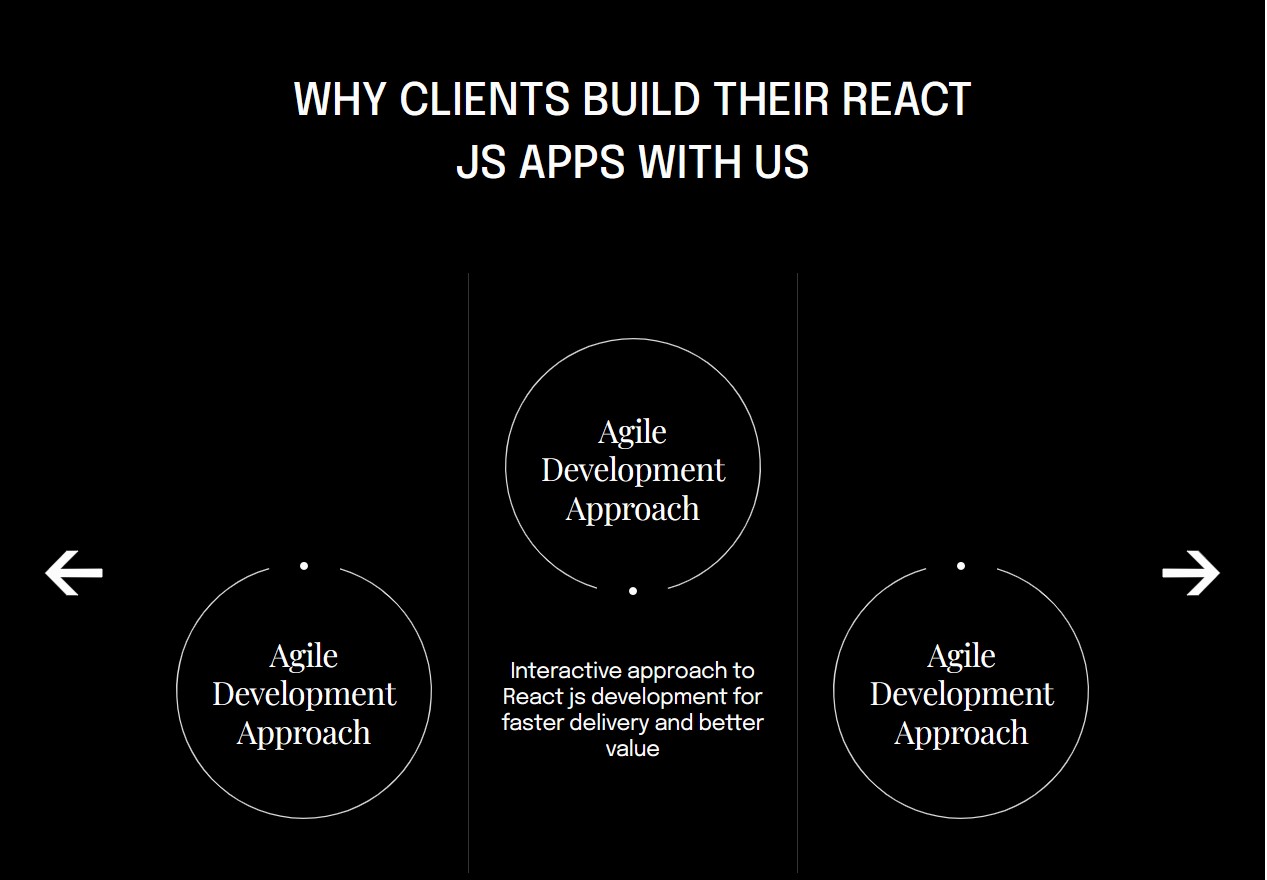 WHY CLIENTS BUILD THEIR REACT
JS APPS WITH US
Agile
Development
Approach
Interactive approach to
React js development for
faster delivery and better
value
Agile
Development
Approach
Agile
Development
Approach